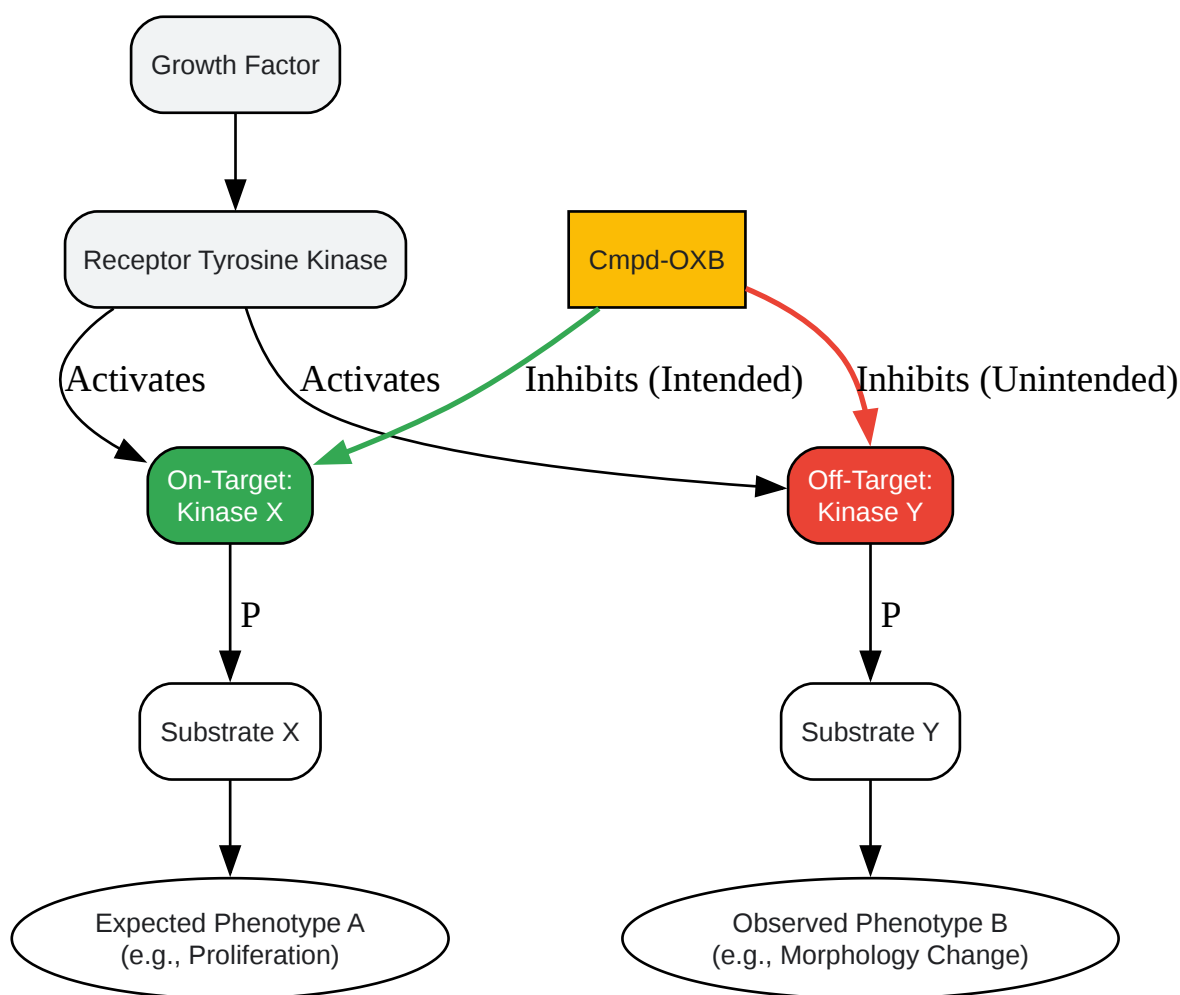 Growth Factor
Receptor Tyrosine Kinase
Cmpd-OXB
Activates
Activates
Inhibits (Intended)
Inhibits (Unintended)
On-Target:
Kinase X
Off-Target:
Kinase Y
P
P
Substrate X
Substrate Y
Expected Phenotype A
(e.g., Proliferation)
Observed Phenotype B
(e.g., Morphology Change)